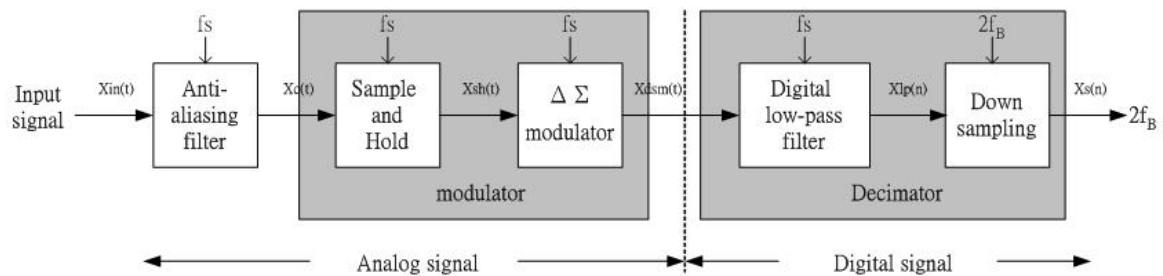 fs
fs
fs
fs
2fB
Input
signal
Xin(t)
Anti-
aliasing
filter
Xc(t)
Sample
and
Hold
Xsh(t)
Δ Σ
modulator
Xdsm(t)
Digital
low-pass
filter
Xlp(n)
Down
sampling
Xs(n)
2fB
modulator
Decimator
Analog signal
Digital signal